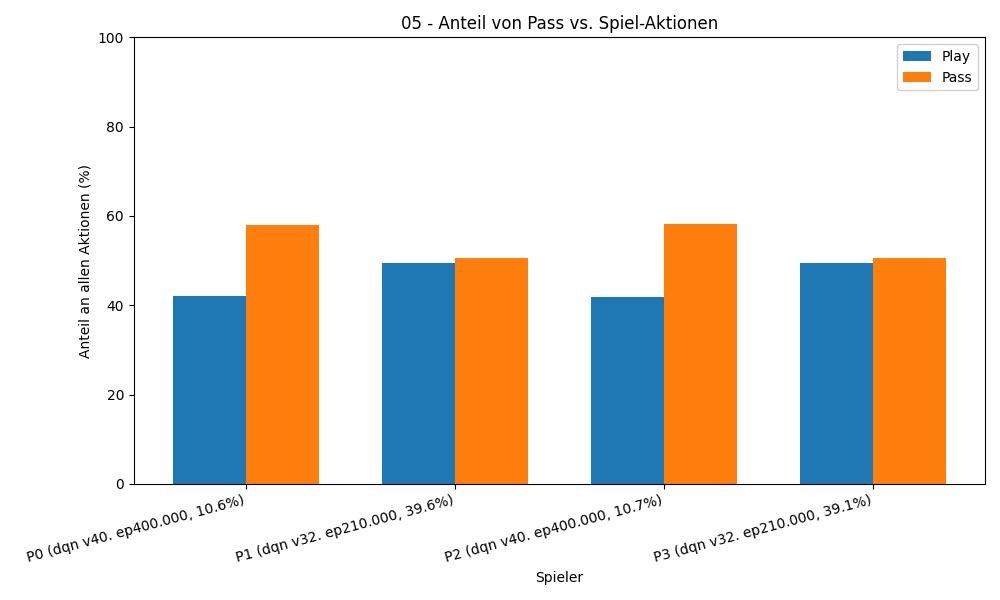 05 - Anteil von Pass vs. Spiel-Aktionen
Anteil an allen Aktionen (%)
100
80
60
40
20
0
Play
Pass
P0 (dqn v40. ep400.000, 10.6%)
P1 (dqn v32. ep210.000, 39.6%)
P2 (dqn v40. ep400.000, 10.7%)
P3 (dqn v32. ep210.000, 39.1%)
Spieler